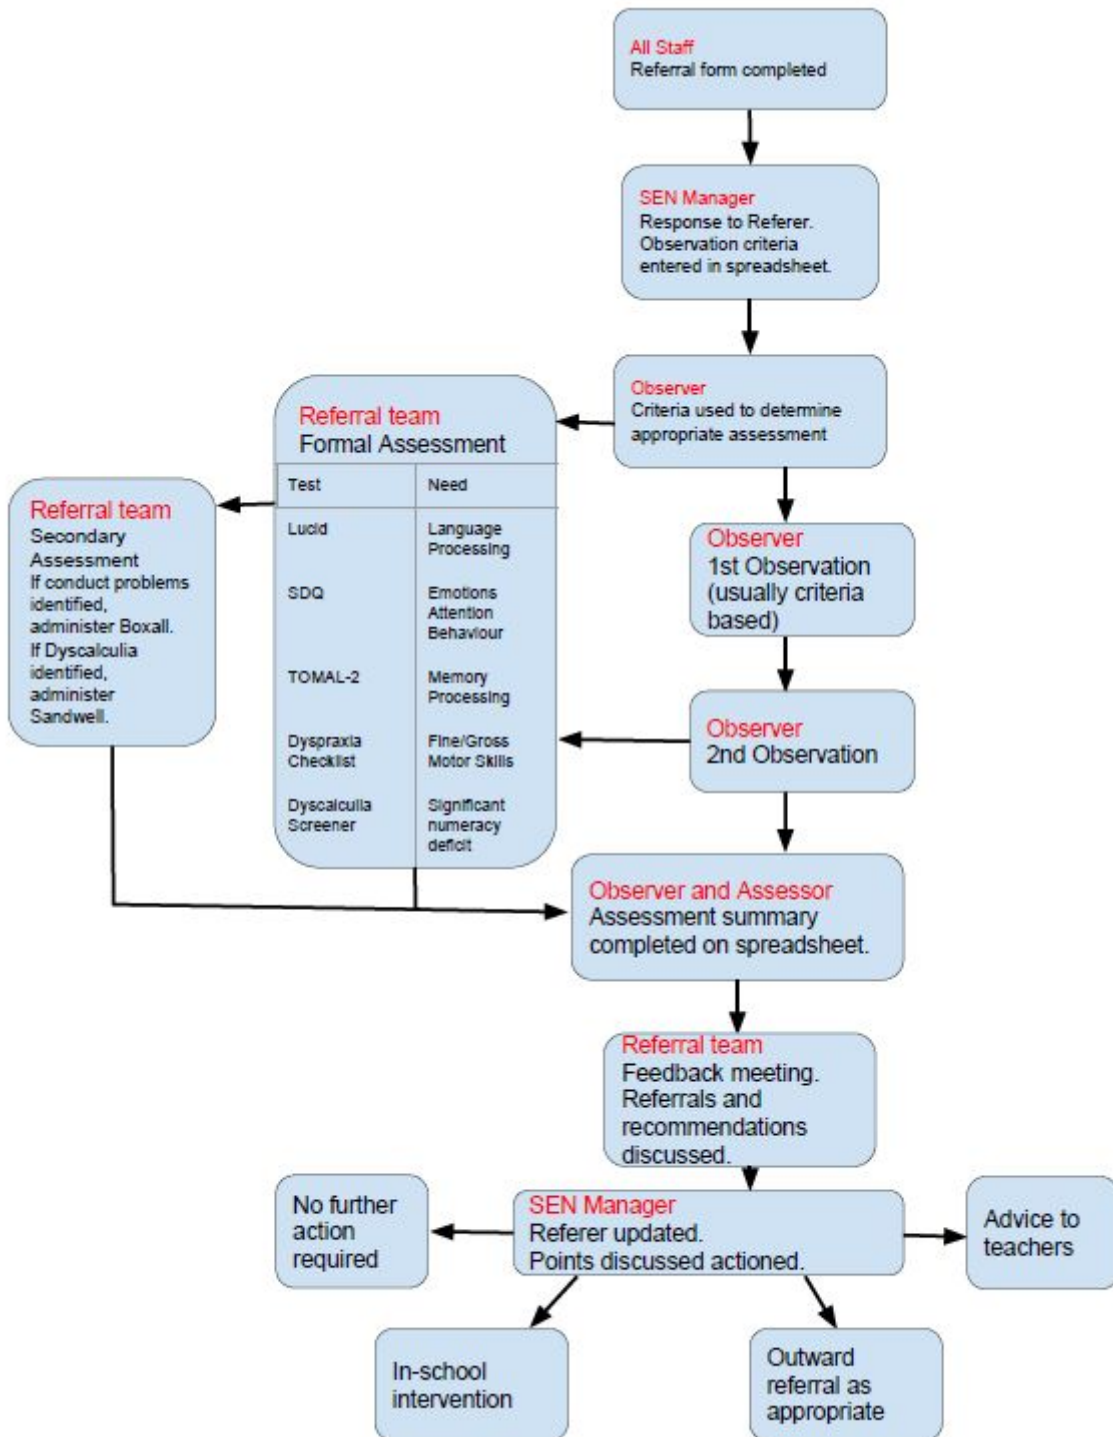 All Staff
Referral form completed
SEN Manager
Response to Referer.
Observation criteria
entered in spreadsheet.
Observer
Criteria used to determine
appropriate assessment
Referral team
Formal Assessment
Test Need
Lucid Language
Processing
SDQ Emotions
Attention
Behaviour
TOMAL-2 Memory
Processing
Dyspraxia Fine/Gross
Checklist Motor Skills
Dyscalculia Significant
Screener numeracy
deficit
Referral team
Secondary
Assessment
If conduct problems
identified,
administer Boxall.
If Dyscalculia
identified,
administer
Sandwell.
Observer
1st Observation
(usually criteria
based)
Observer
2nd Observation
Observer and Assessor
Assessment summary
completed on spreadsheet.
Referral team
Feedback meeting.
Referrals and
recommendations
discussed.
SEN Manager
Referer updated.
Points discussed actioned.
No further
action
required
Advice to
teachers
In-school
intervention
Outward
referral as
appropriate